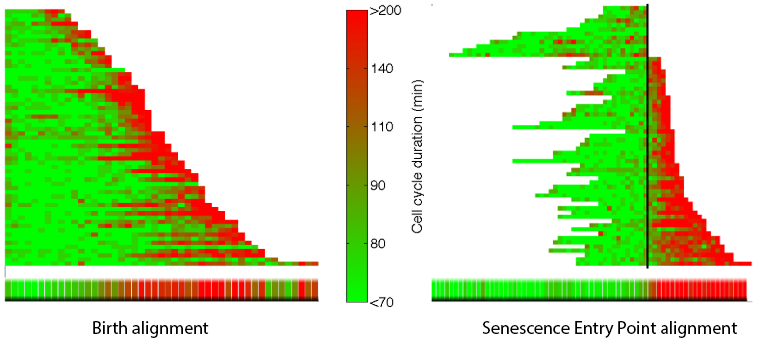 >200
140
110
90
80
<70
Cell cycle duration (min)
Birth alignment
Senescence Entry Point alignment